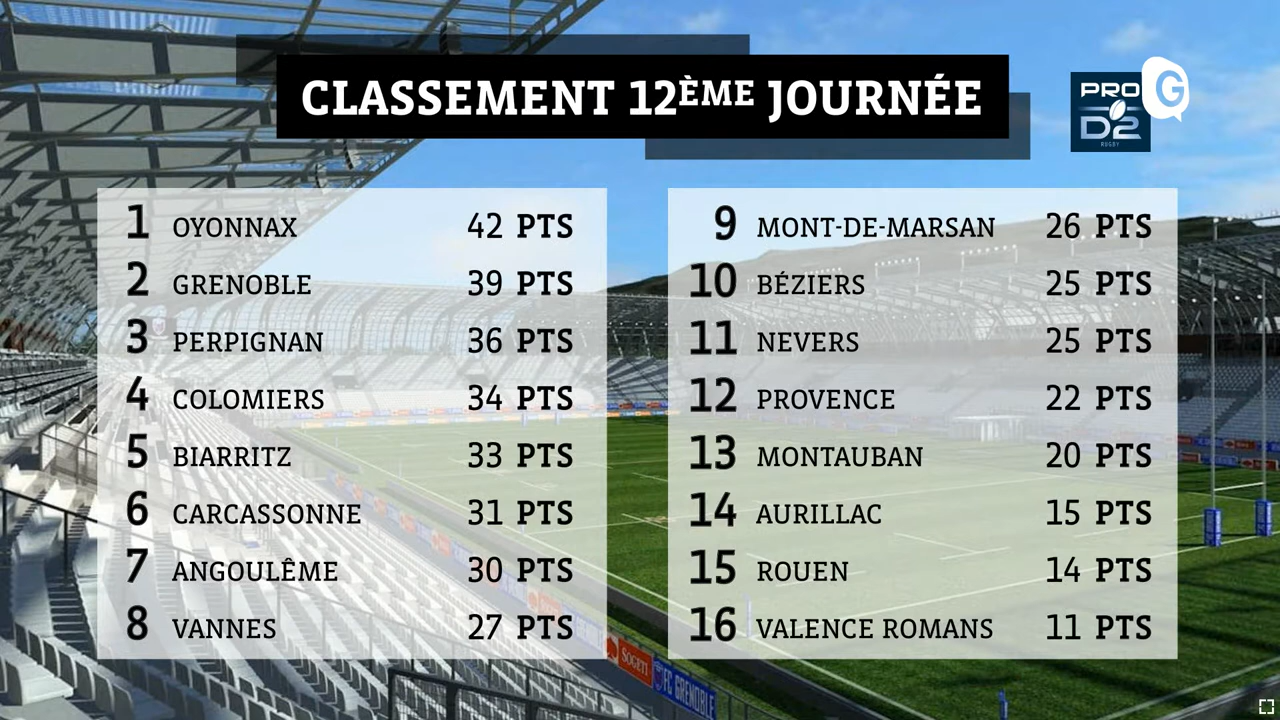 CLASSEMENT 12ÈME JOURNÉE
PRO
D2
RUGBY
G
1 OYONNAX 42 PTS
2 GRENOBLE 39 PTS
3 PERPIGNAN 36 PTS
4 COLOMIERS 34 PTS
5 BIARRITZ 33 PTS
6 CARCASSONNE 31 PTS
7 ANGOULÊME 30 PTS
8 VANNES 27 PTS
9 MONT-DE-MARSAN 26 PTS
10 BÉZIERS 25 PTS
11 NEVERS 25 PTS
12 PROVENCE 22 PTS
13 MONTAUBAN 20 PTS
14 AURILLAC 15 PTS
15 ROUEN 14 PTS
16 VALENCE ROMANS 11 PTS
SOGETI
FC GRENOBLE